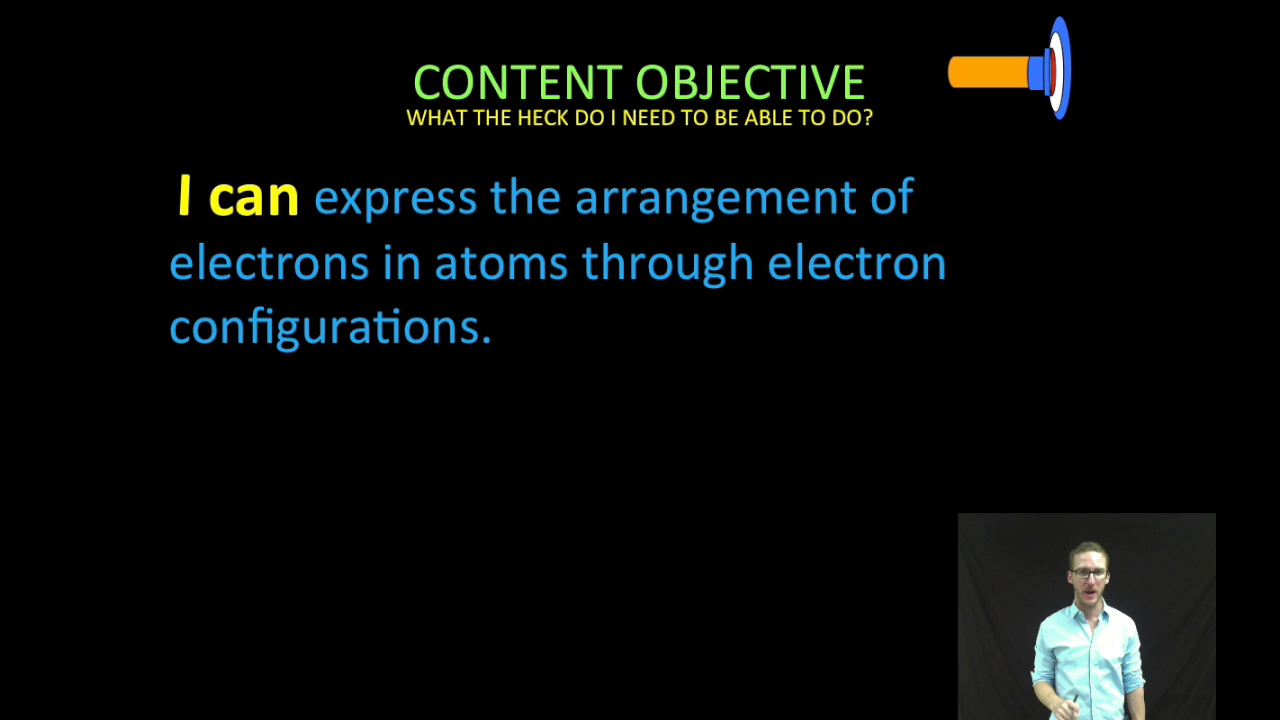 CONTENT OBJECTIVE
WHAT THE HECK DO I NEED TO BE ABLE TO DO?
I can express the arrangement of
electrons in atoms through electron
configurations.